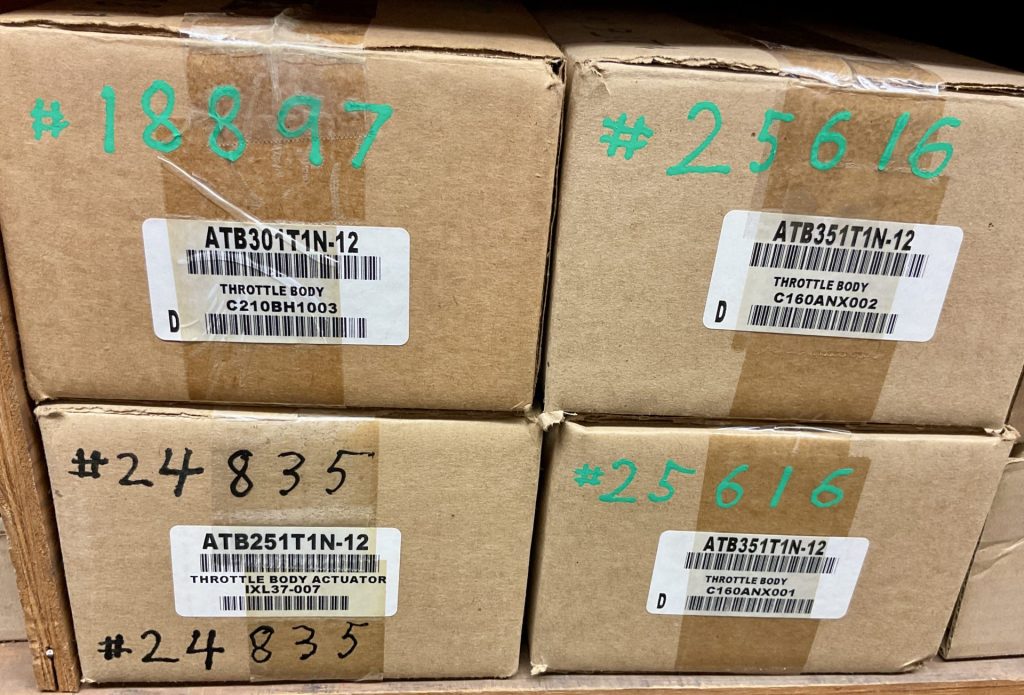 #18897
ATB301T1N-12
THROTTLE BODY
C210BH1003
D
#25616
ATB351T1N-12
THROTTLE BODY
C160ANX002
D
#24835
ATB251T1N-12
THROTTLE BODY ACTUATOR
IXL37-007
#24835
#25616
ATB351T1N-12
THROTTLE BODY
C160ANX001
D